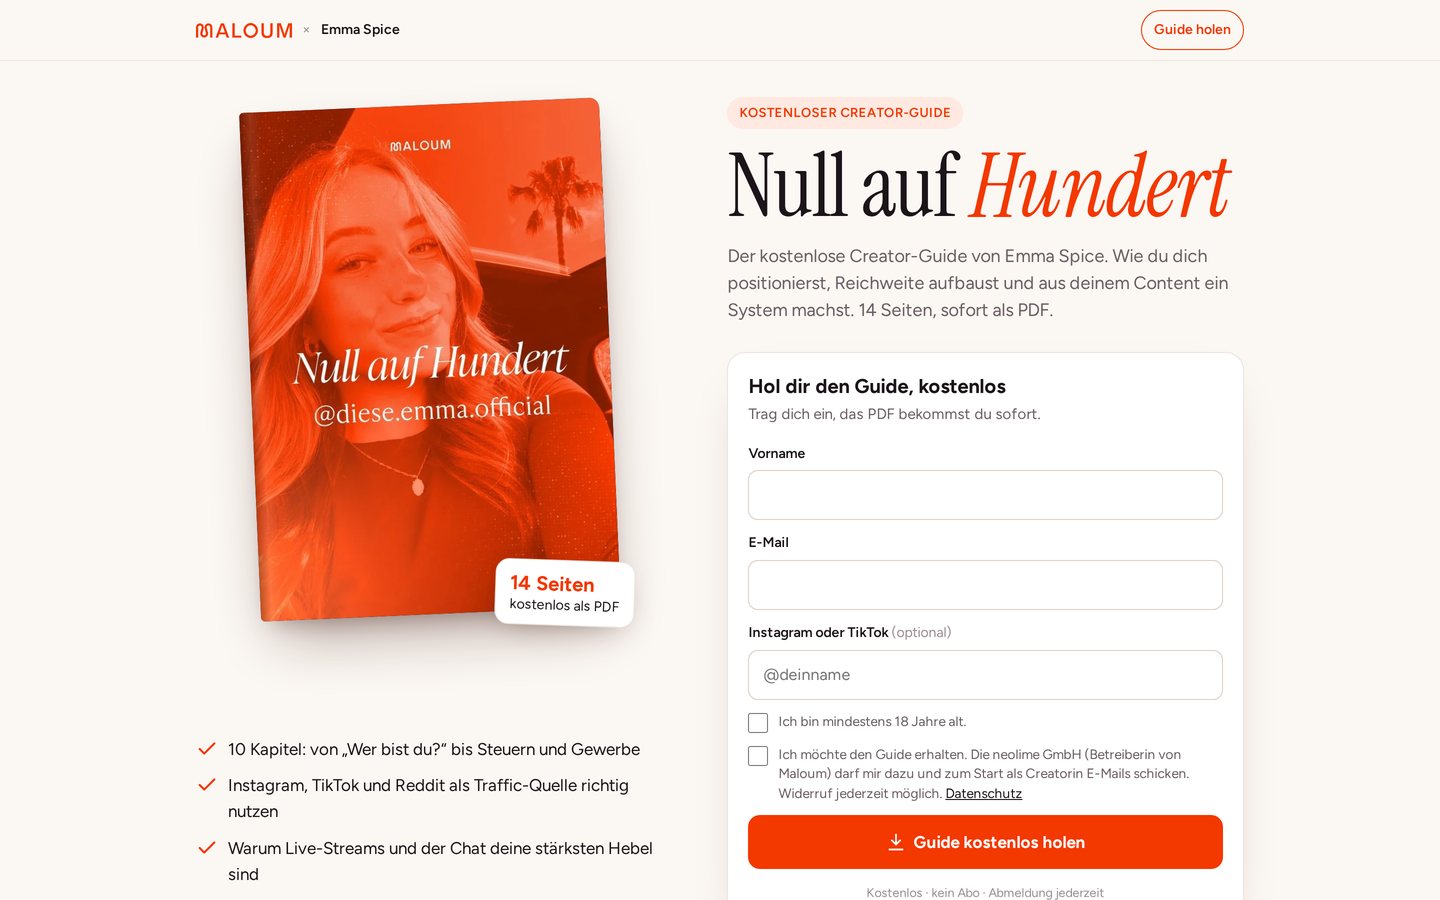 MALOUM × Emma Spice
Guide holen
MALOUM
Null auf Hundert
@diese.emma.official
14 Seiten
kostenlos als PDF
10 Kapitel: von „Wer bist du?“ bis Steuern und Gewerbe
Instagram, TikTok und Reddit als Traffic-Quelle richtig
nutzen
Warum Live-Streams und der Chat deine stärksten Hebel
sind
KOSTENLOSER CREATOR-GUIDE
Null auf Hundert
Der kostenlose Creator-Guide von Emma Spice. Wie du dich
positionierst, Reichweite aufbaust und aus deinem Content ein
System machst. 14 Seiten, sofort als PDF.
Hol dir den Guide, kostenlos
Trag dich ein, das PDF bekommst du sofort.
Vorname
E-Mail
Instagram oder TikTok (optional)
@deinname
Ich bin mindestens 18 Jahre alt.
Ich möchte den Guide erhalten. Die neolime GmbH (Betreiberin von
Maloum) darf mir dazu und zum Start als Creatorin E-Mails schicken.
Widerruf jederzeit möglich. Datenschutz
Guide kostenlos holen
Kostenlos · kein Abo · Abmeldung jederzeit